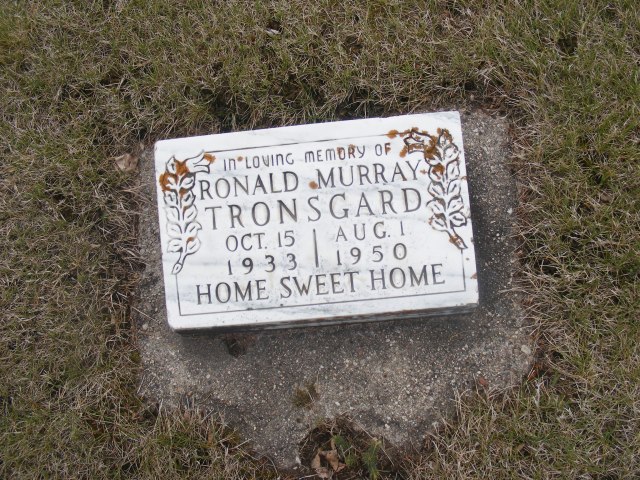 IN LOVING MEMORY OF
RONALD MURRAY
TRONSGARD
OCT. 15 AUG. 1
1933 1950
HOME SWEET HOME